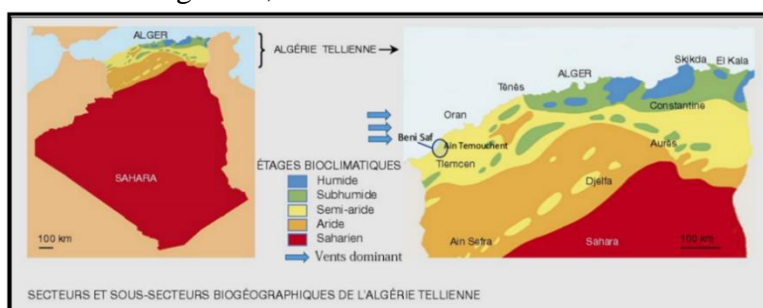 ALGER
ALGÉRIE TELLIENNE
SAHARA
100 km
Skikda
El Kala
ALGER
Ténès
Constantine
Oran
Beni Saf
Ain Temouchent
Tlemcen
Aurès
Djelfa
Ain Sefra
Sahara
100 km
ÉTAGES BIOCLIMATIQUES
Humide
Subhumide
Semi-aride
Aride
Saharien
Vents dominant
SECTEURS ET SOUS-SECTEURS BIOGÉOGRAPHIQUES DE L'ALGÉRIE TELLIENNE